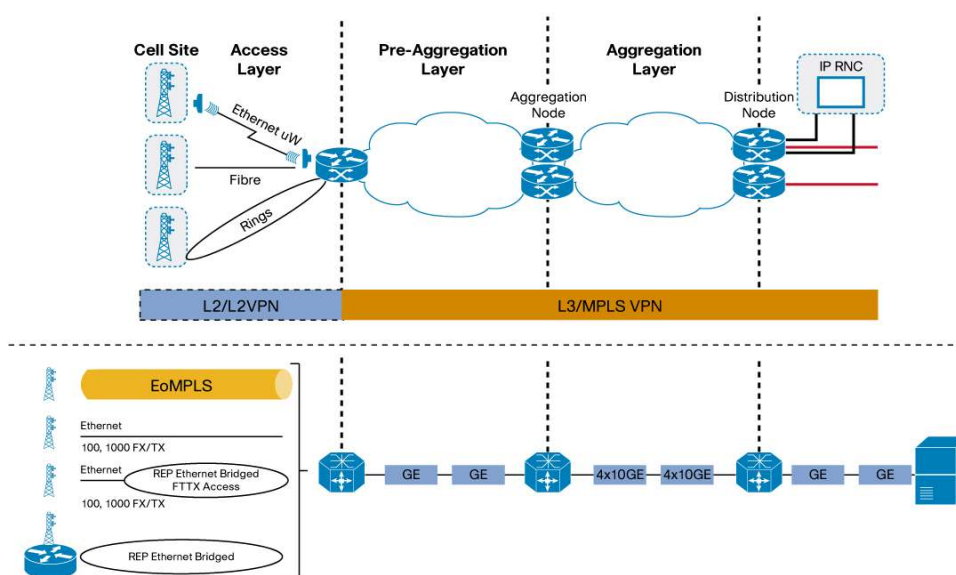 Cell Site
Access
Layer
Pre-Aggregation
Layer
Aggregation
Layer
IP RNC
Aggregation
Node
Distribution
Node
Ethernet uW
Fibre
Rings
L2/L2VPN
L3/MPLS VPN
EoMPLS
Ethernet
100, 1000 FX/TX
Ethernet
REP Ethernet Bridged
FTTX Access
100, 1000 FX/TX
REP Ethernet Bridged
GE
GE
4x10GE
4x10GE
GE
GE